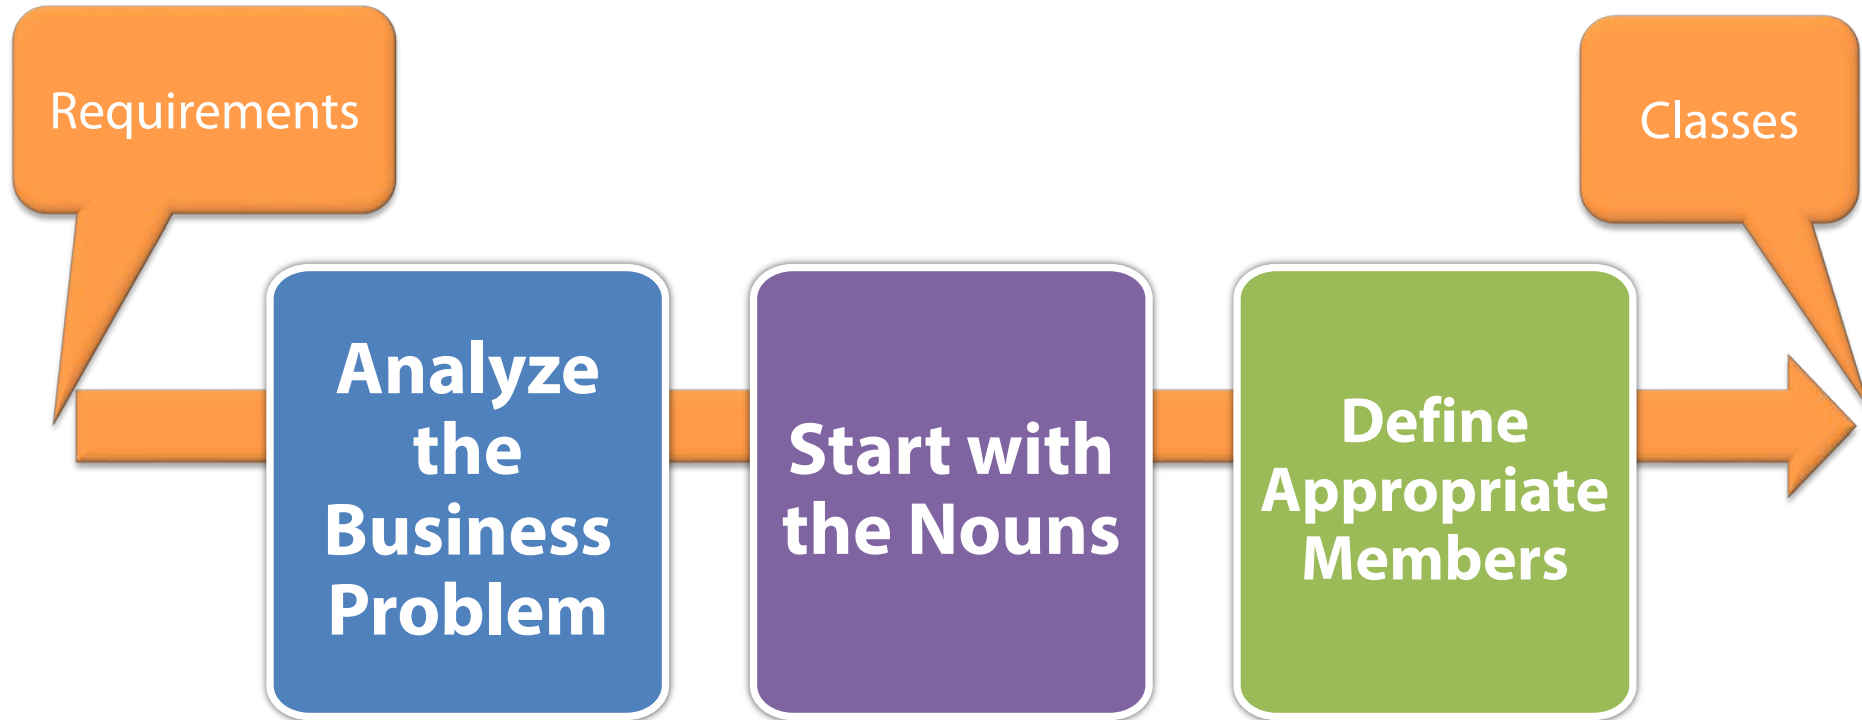 Requirements
Classes
Analyze
the
Business
Problem
Start with
the Nouns
Define
Appropriate
Members